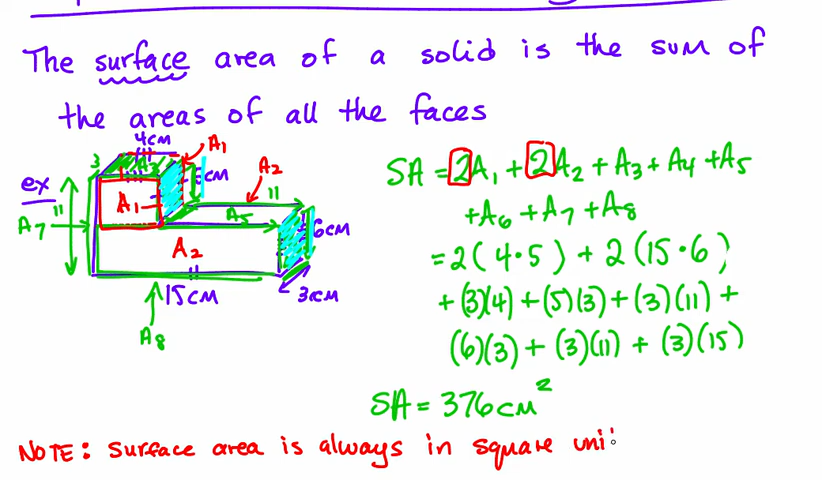 The surface area of a solid is the sum of
the areas of all the faces
4cm
3
A1
A2
ex
11
A1
cm
11
A7
A5
6cm
A2
15cm
3cm
A8
SA = 2A1 + 2A2 + A3 + A4 + A5
+ A6 + A7 + A8
= 2(4·5) + 2(15·6)
+ (3)(4) + (5)(3) + (3)(11) +
(6)(3) + (3)(11) + (3)(15)
SA = 376cm²
NOTE: surface area is always in square uni